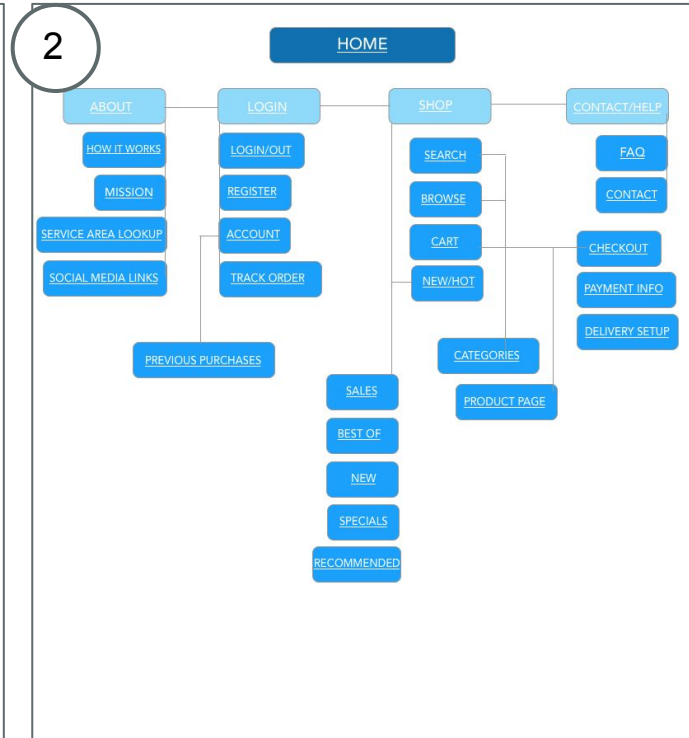 2
HOME
ABOUT
LOGIN
SHOP
CONTACT/HELP
HOW IT WORKS
MISSION
SERVICE AREA LOOKUP
SOCIAL MEDIA LINKS
LOGIN/OUT
REGISTER
ACCOUNT
TRACK ORDER
PREVIOUS PURCHASES
SEARCH
BROWSE
CART
NEW/HOT
CATEGORIES
PRODUCT PAGE
SALES
BEST OF
NEW
SPECIALS
RECOMMENDED
FAQ
CONTACT
CHECKOUT
PAYMENT INFO
DELIVERY SETUP